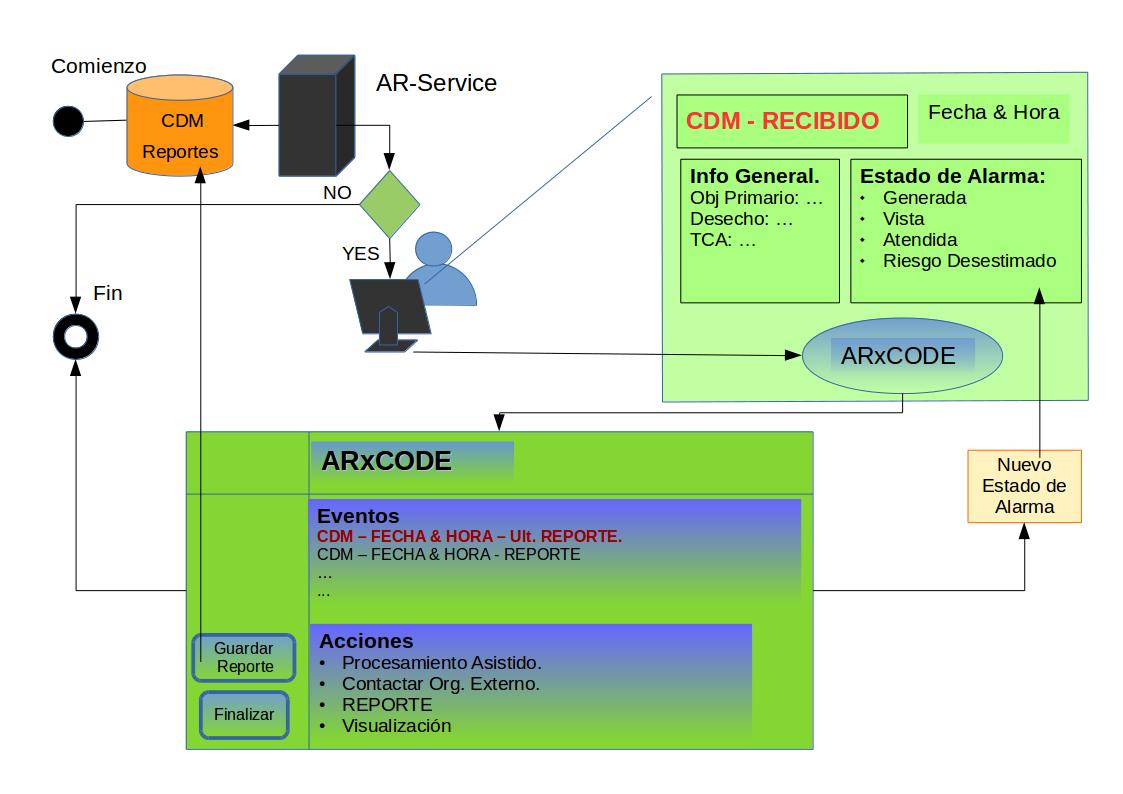 Comienzo
CDM
Reportes
AR-Service
NO
YES
Fin
CDM - RECIBIDO
Fecha & Hora
Info General.
Obj Primario: …
Desecho: …
TCA: …
Estado de Alarma:
• Generada
• Vista
• Atendida
• Riesgo Desestimado
ARxCODE
Nuevo
Estado de
Alarma
ARxCODE
Eventos
CDM – FECHA & HORA – Ult. REPORTE.
CDM – FECHA & HORA - REPORTE
…
...
Guardar
Reporte
Finalizar
Acciones
• Procesamiento Asistido.
• Contactar Org. Externo.
• REPORTE
• Visualización